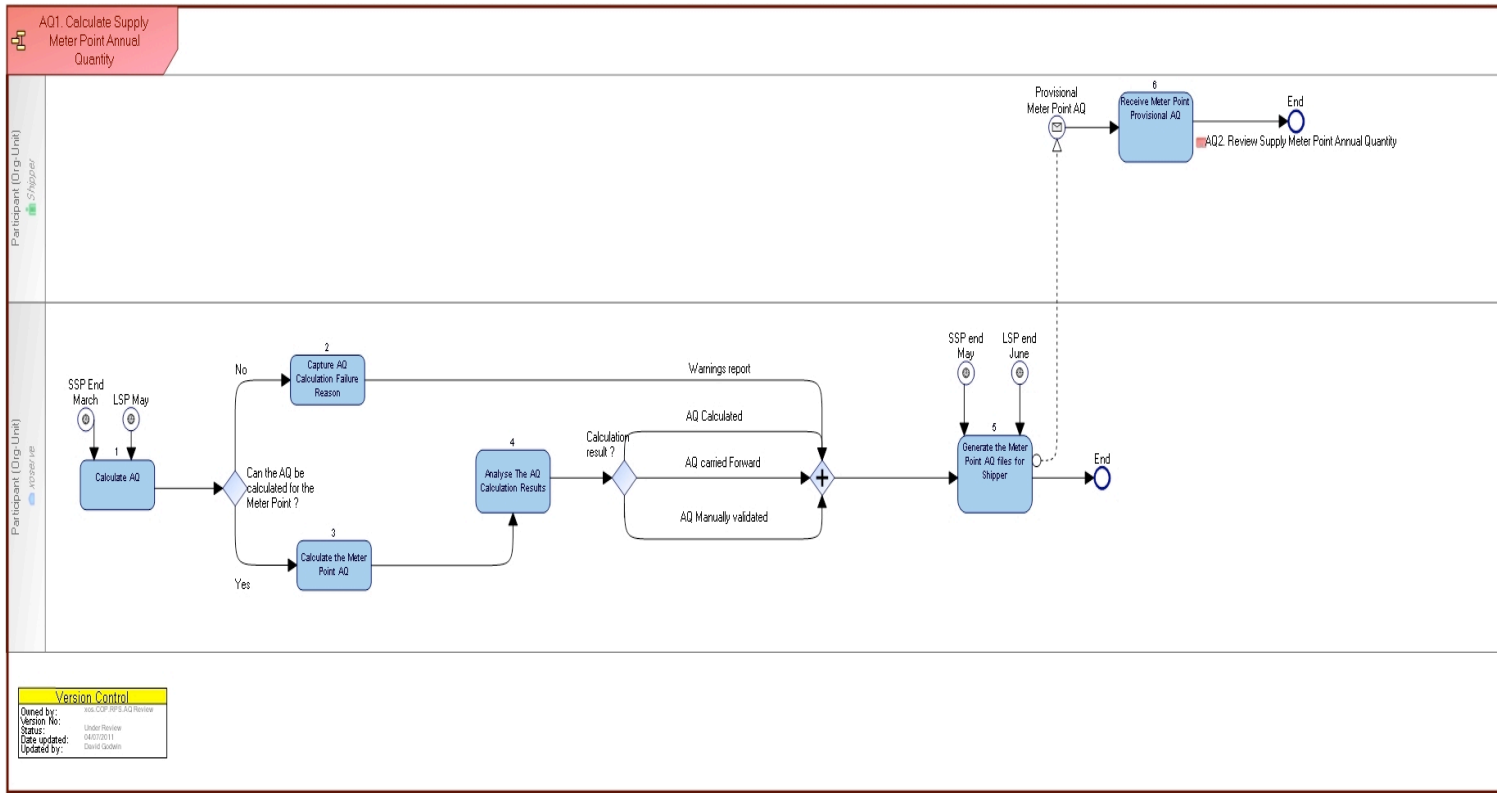 AQ1. Calculate Supply
Meter Point Annual
Quantity
Participant (Org-Unit)
Shipper
Provisional
Meter Point AQ
6
Receive Meter Point
Provisional AQ
End
AQ2. Review Supply Meter Point Annual Quantity
Participant (Org-Unit)
xoserve
SSP End
March
LSP May
1
Calculate AQ
No
Can the AQ be
calculated for the
Meter Point ?
Yes
2
Capture AQ
Calculation Failure
Reason
3
Calculate the Meter
Point AQ
4
Analyse The AQ
Calculation Results
Calculation
result ?
Warnings report
AQ Calculated
AQ carried Forward
AQ Manually validated
SSP end
May
LSP end
June
5
Generate the Meter
Point AQ files for
Shipper
End
Version Control
Owned by: xos.COP.RPS.AQ Review
Version No:
Status: Under Review
Date updated: 04/07/2011
Updated by: David Godwin